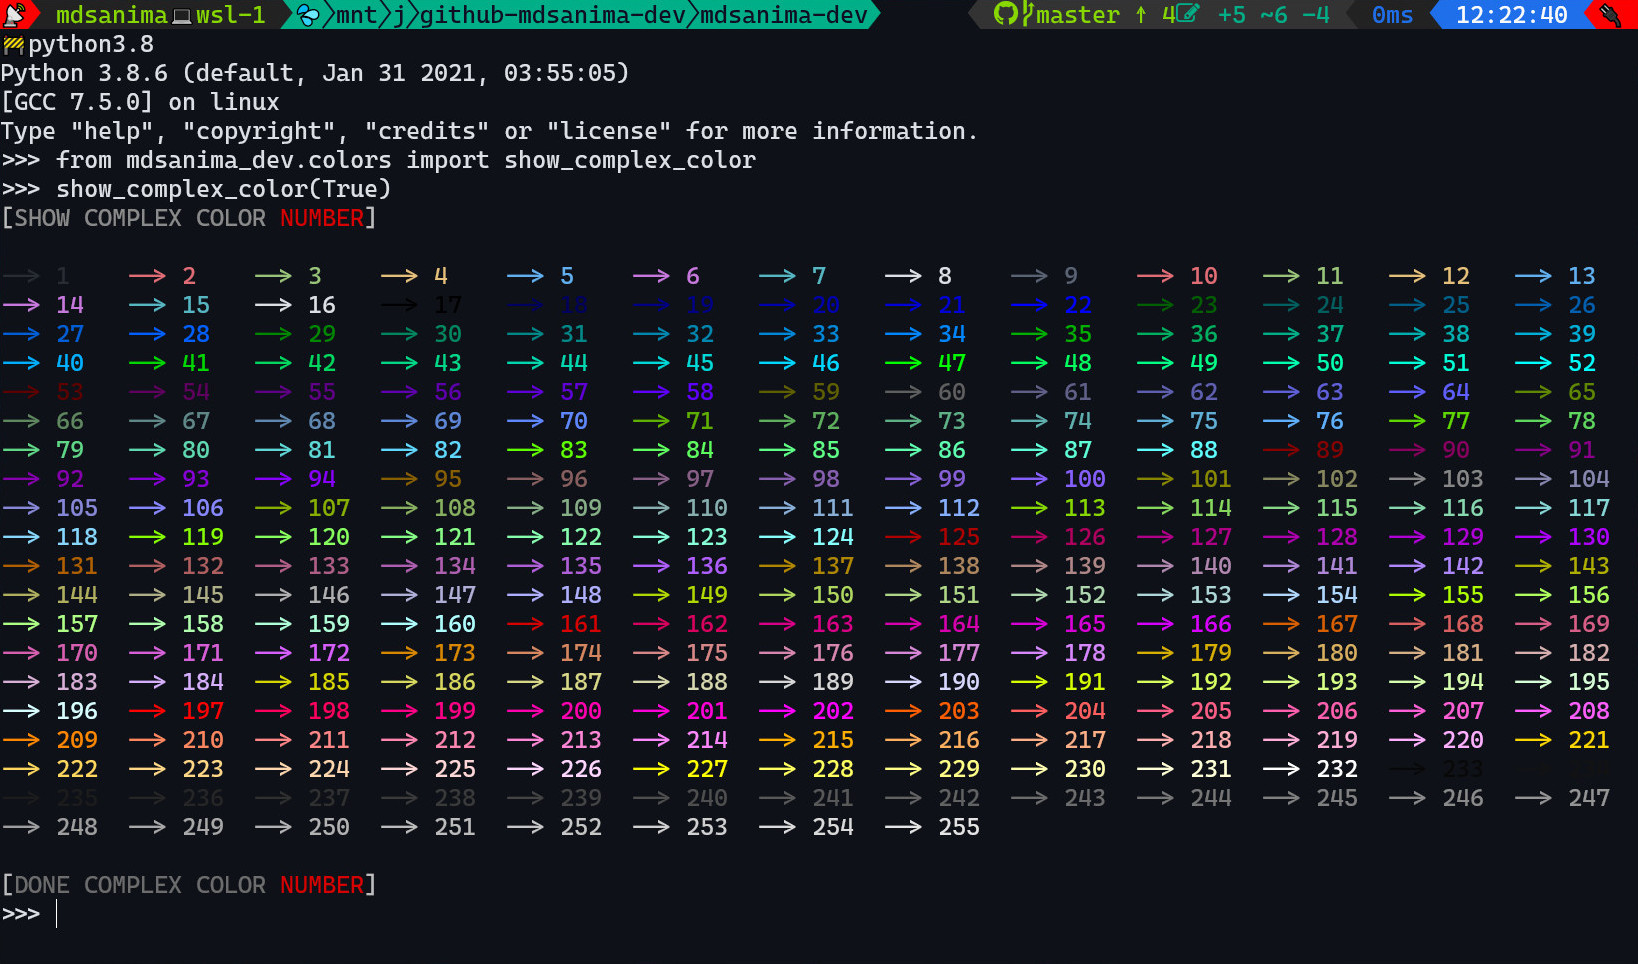 mdsanima wsl-1 mnt j github-mdsanima-dev mdsanima-dev master ↑ 4 +5 ~6 -4 0ms 12:22:40
python3.8
Python 3.8.6 (default, Jan 31 2021, 03:55:05)
[GCC 7.5.0] on linux
Type "help", "copyright", "credits" or "license" for more information.
>>> from mdsanima_dev.colors import show_complex_color
>>> show_complex_color(True)
[SHOW COMPLEX COLOR NUMBER]
⟶ 1 ⟶ 2 ⟶ 3 ⟶ 4 ⟶ 5 ⟶ 6 ⟶ 7 ⟶ 8 ⟶ 9 ⟶ 10 ⟶ 11 ⟶ 12 ⟶ 13
⟶ 14 ⟶ 15 ⟶ 16 ⟶ 17 ⟶ 18 ⟶ 19 ⟶ 20 ⟶ 21 ⟶ 22 ⟶ 23 ⟶ 24 ⟶ 25 ⟶ 26
⟶ 27 ⟶ 28 ⟶ 29 ⟶ 30 ⟶ 31 ⟶ 32 ⟶ 33 ⟶ 34 ⟶ 35 ⟶ 36 ⟶ 37 ⟶ 38 ⟶ 39
⟶ 40 ⟶ 41 ⟶ 42 ⟶ 43 ⟶ 44 ⟶ 45 ⟶ 46 ⟶ 47 ⟶ 48 ⟶ 49 ⟶ 50 ⟶ 51 ⟶ 52
⟶ 53 ⟶ 54 ⟶ 55 ⟶ 56 ⟶ 57 ⟶ 58 ⟶ 59 ⟶ 60 ⟶ 61 ⟶ 62 ⟶ 63 ⟶ 64 ⟶ 65
⟶ 66 ⟶ 67 ⟶ 68 ⟶ 69 ⟶ 70 ⟶ 71 ⟶ 72 ⟶ 73 ⟶ 74 ⟶ 75 ⟶ 76 ⟶ 77 ⟶ 78
⟶ 79 ⟶ 80 ⟶ 81 ⟶ 82 ⟶ 83 ⟶ 84 ⟶ 85 ⟶ 86 ⟶ 87 ⟶ 88 ⟶ 89 ⟶ 90 ⟶ 91
⟶ 92 ⟶ 93 ⟶ 94 ⟶ 95 ⟶ 96 ⟶ 97 ⟶ 98 ⟶ 99 ⟶ 100 ⟶ 101 ⟶ 102 ⟶ 103 ⟶ 104
⟶ 105 ⟶ 106 ⟶ 107 ⟶ 108 ⟶ 109 ⟶ 110 ⟶ 111 ⟶ 112 ⟶ 113 ⟶ 114 ⟶ 115 ⟶ 116 ⟶ 117
⟶ 118 ⟶ 119 ⟶ 120 ⟶ 121 ⟶ 122 ⟶ 123 ⟶ 124 ⟶ 125 ⟶ 126 ⟶ 127 ⟶ 128 ⟶ 129 ⟶ 130
⟶ 131 ⟶ 132 ⟶ 133 ⟶ 134 ⟶ 135 ⟶ 136 ⟶ 137 ⟶ 138 ⟶ 139 ⟶ 140 ⟶ 141 ⟶ 142 ⟶ 143
⟶ 144 ⟶ 145 ⟶ 146 ⟶ 147 ⟶ 148 ⟶ 149 ⟶ 150 ⟶ 151 ⟶ 152 ⟶ 153 ⟶ 154 ⟶ 155 ⟶ 156
⟶ 157 ⟶ 158 ⟶ 159 ⟶ 160 ⟶ 161 ⟶ 162 ⟶ 163 ⟶ 164 ⟶ 165 ⟶ 166 ⟶ 167 ⟶ 168 ⟶ 169
⟶ 170 ⟶ 171 ⟶ 172 ⟶ 173 ⟶ 174 ⟶ 175 ⟶ 176 ⟶ 177 ⟶ 178 ⟶ 179 ⟶ 180 ⟶ 181 ⟶ 182
⟶ 183 ⟶ 184 ⟶ 185 ⟶ 186 ⟶ 187 ⟶ 188 ⟶ 189 ⟶ 190 ⟶ 191 ⟶ 192 ⟶ 193 ⟶ 194 ⟶ 195
⟶ 196 ⟶ 197 ⟶ 198 ⟶ 199 ⟶ 200 ⟶ 201 ⟶ 202 ⟶ 203 ⟶ 204 ⟶ 205 ⟶ 206 ⟶ 207 ⟶ 208
⟶ 209 ⟶ 210 ⟶ 211 ⟶ 212 ⟶ 213 ⟶ 214 ⟶ 215 ⟶ 216 ⟶ 217 ⟶ 218 ⟶ 219 ⟶ 220 ⟶ 221
⟶ 222 ⟶ 223 ⟶ 224 ⟶ 225 ⟶ 226 ⟶ 227 ⟶ 228 ⟶ 229 ⟶ 230 ⟶ 231 ⟶ 232 ⟶ 233
⟶ 235 ⟶ 236 ⟶ 237 ⟶ 238 ⟶ 239 ⟶ 240 ⟶ 241 ⟶ 242 ⟶ 243 ⟶ 244 ⟶ 245 ⟶ 246 ⟶ 247
⟶ 248 ⟶ 249 ⟶ 250 ⟶ 251 ⟶ 252 ⟶ 253 ⟶ 254 ⟶ 255
[DONE COMPLEX COLOR NUMBER]
>>>